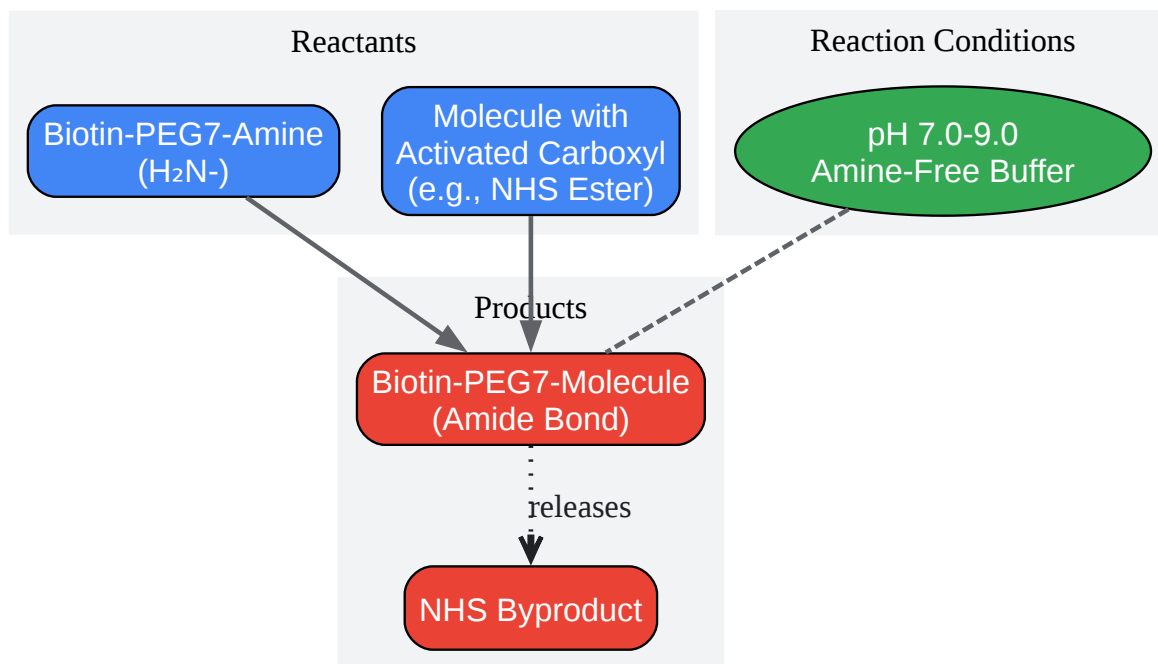 Reactants
Biotin-PEG7-Amine
(H₂N-)
Molecule with
Activated Carboxyl
(e.g., NHS Ester)
Reaction Conditions
pH 7.0-9.0
Amine-Free Buffer
Products
Biotin-PEG7-Molecule
(Amide Bond)
releases
NHS Byproduct